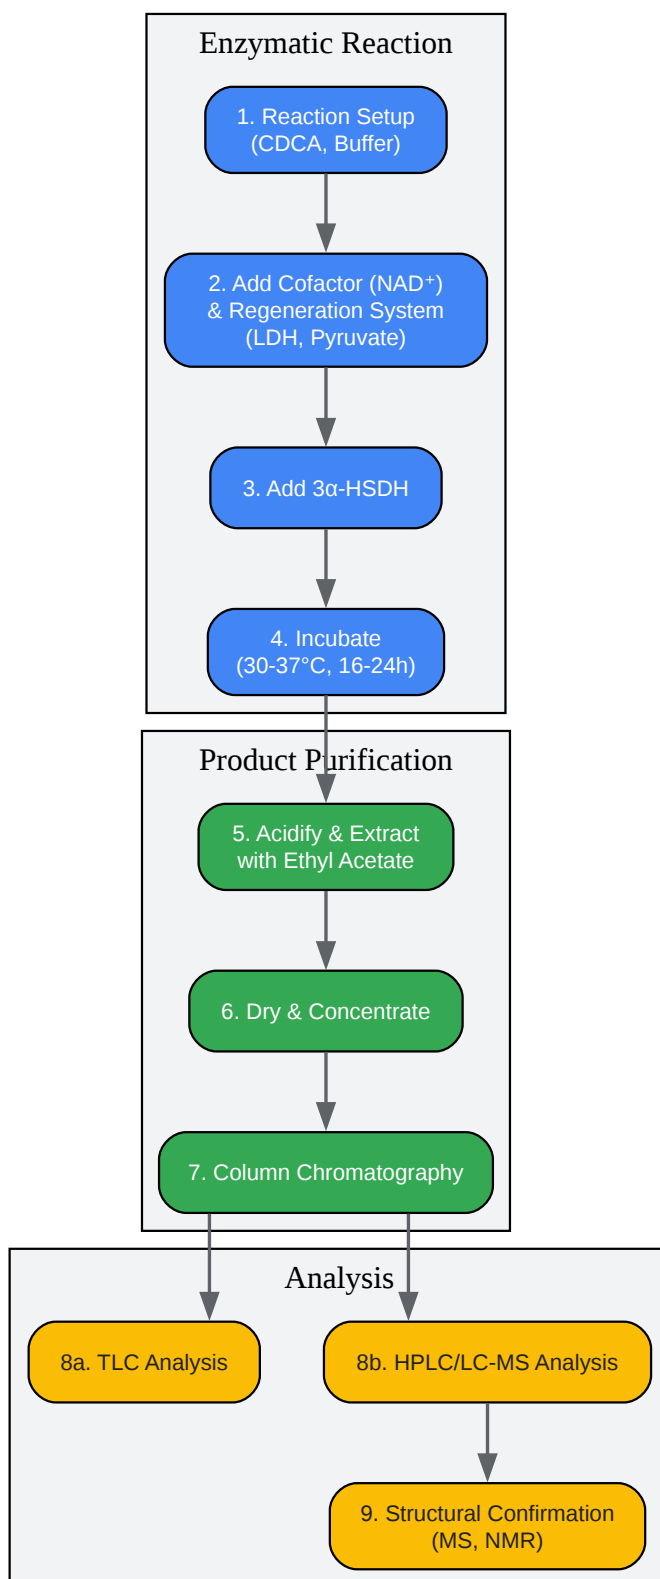 Enzymatic Reaction
1. Reaction Setup
(CDCA, Buffer)
2. Add Cofactor (NAD⁺)
& Regeneration System
(LDH, Pyruvate)
3. Add 3α-HSDH
4. Incubate
(30-37°C, 16-24h)
Product Purification
5. Acidify & Extract
with Ethyl Acetate
6. Dry & Concentrate
7. Column Chromatography
Analysis
8a. TLC Analysis
8b. HPLC/LC-MS Analysis
9. Structural Confirmation
(MS, NMR)